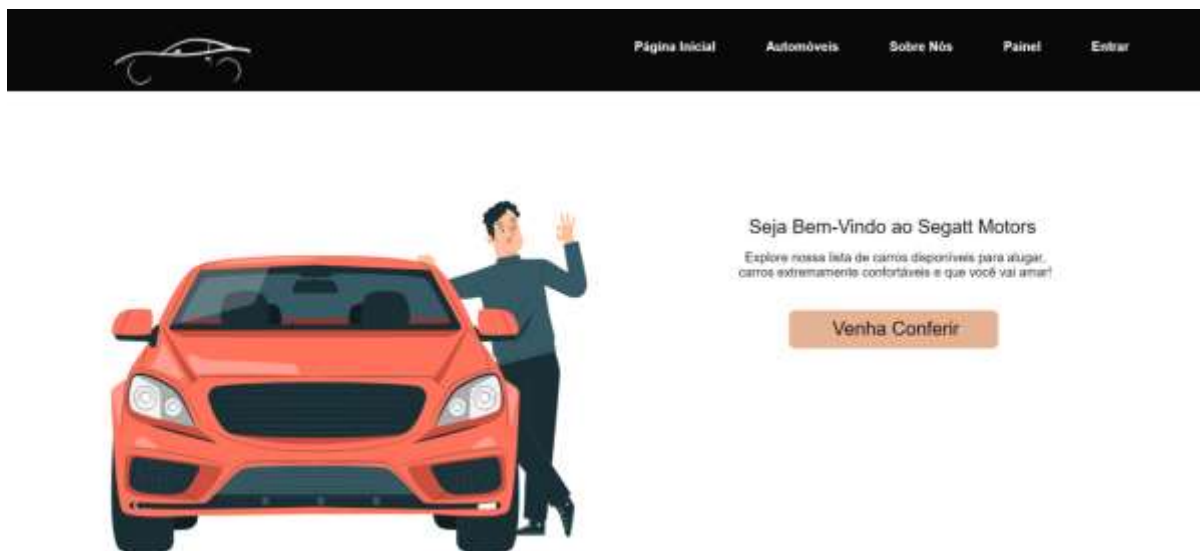 Página Inicial Automóveis Sobre Nós Painel Entrar
Seja Bem-Vindo ao Segatt Motors
Explore nossa lista de carros disponíveis para alugar,
carros extremamente confortáveis e que você vai amar!
Venha Conferir